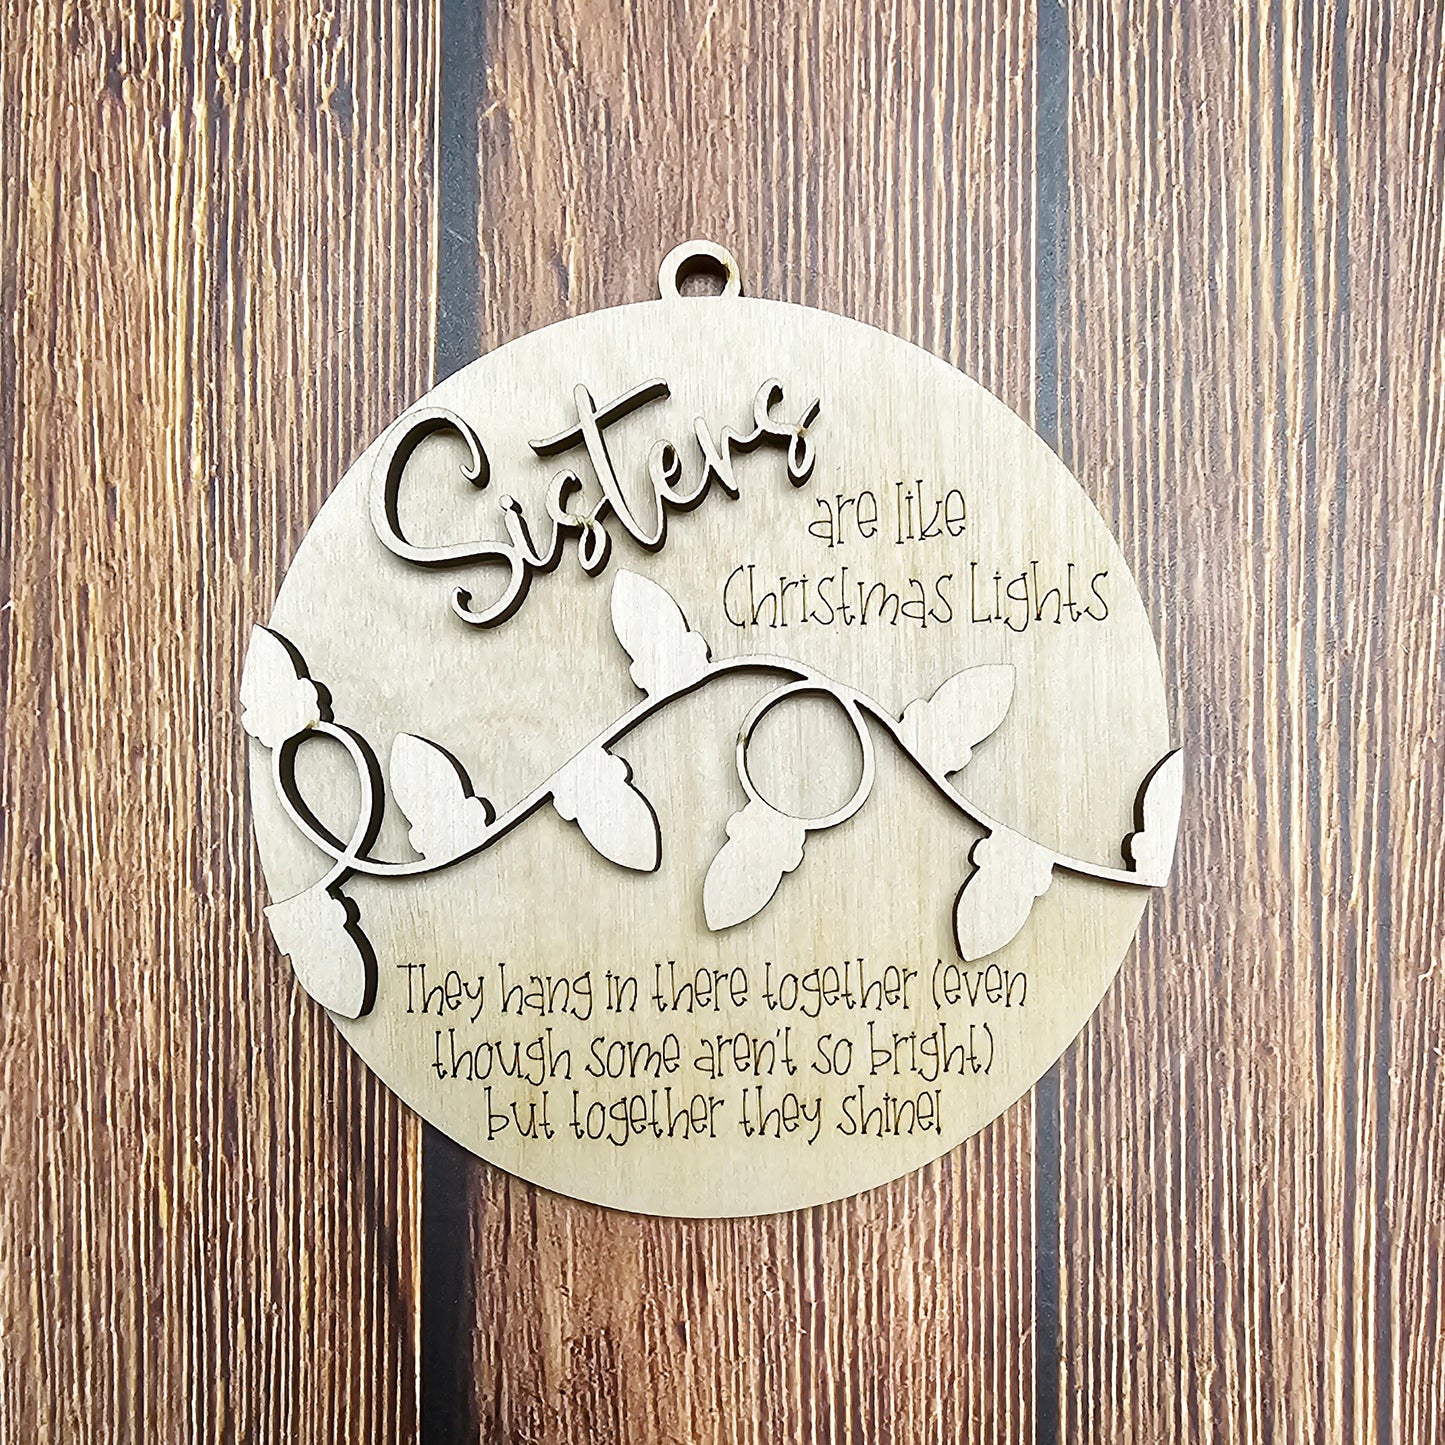 Sisters
are like
Christmas Lights
They hang in there together (even
though some aren't so bright)
but together they shine!